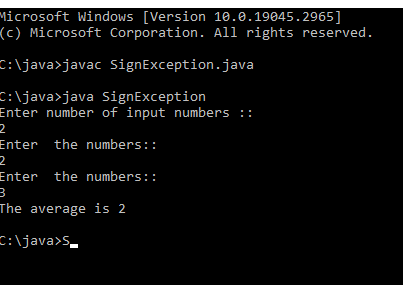 Microsoft Windows [Version 10.0.19045.2965]
(c) Microsoft Corporation. All rights reserved.
C:\java>javac SignException.java
C:\java>java SignException
Enter number of input numbers ::
2
Enter  the numbers::
2
Enter  the numbers::
3
The average is 2
C:\java>S